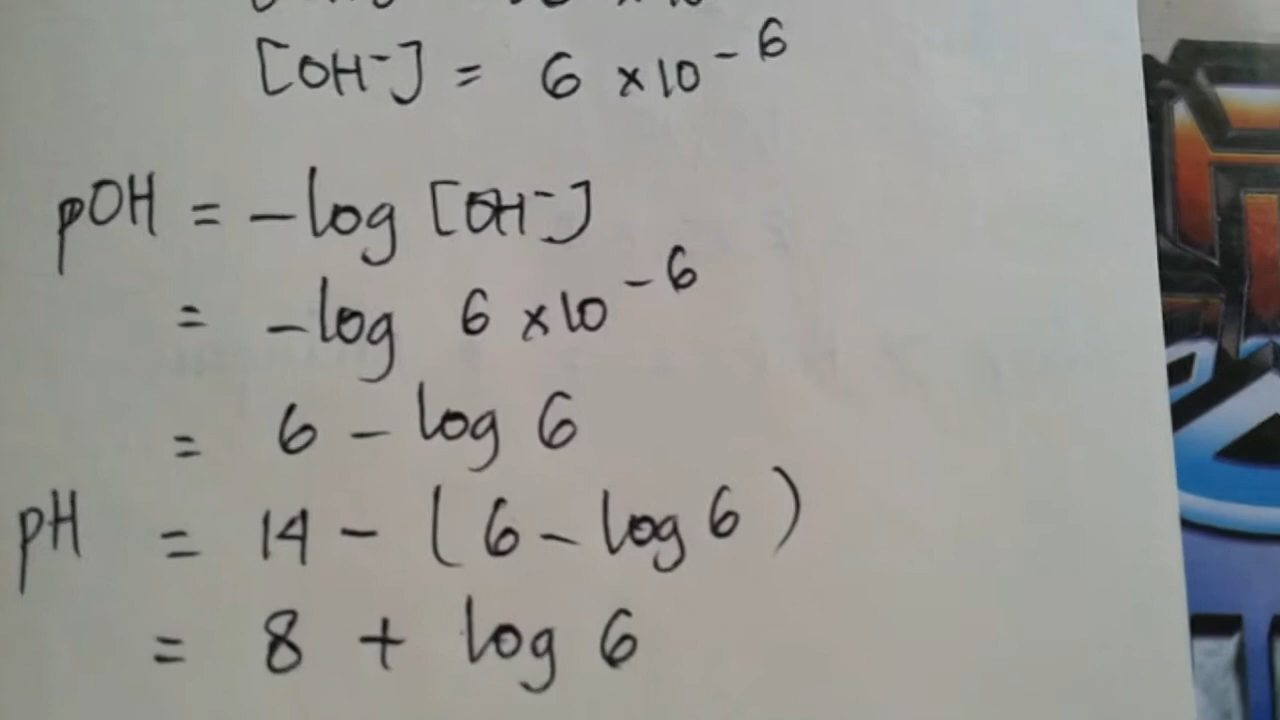 [OH⁻] = 6 ×10⁻⁶
pOH = -log [OH⁻]
= -log 6 ×10⁻⁶
= 6 - log 6
pH = 14 - (6 - log 6)
= 8 + log 6